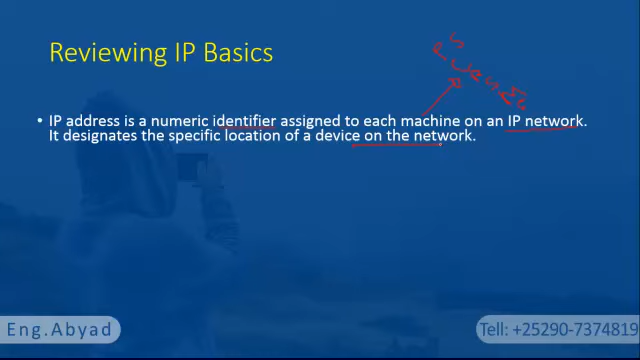 Reviewing IP Basics
• IP address is a numeric identifier assigned to each machine on an IP network.
It designates the specific location of a device on the network.
Eng.Abyad
Tell: +25290-7374819